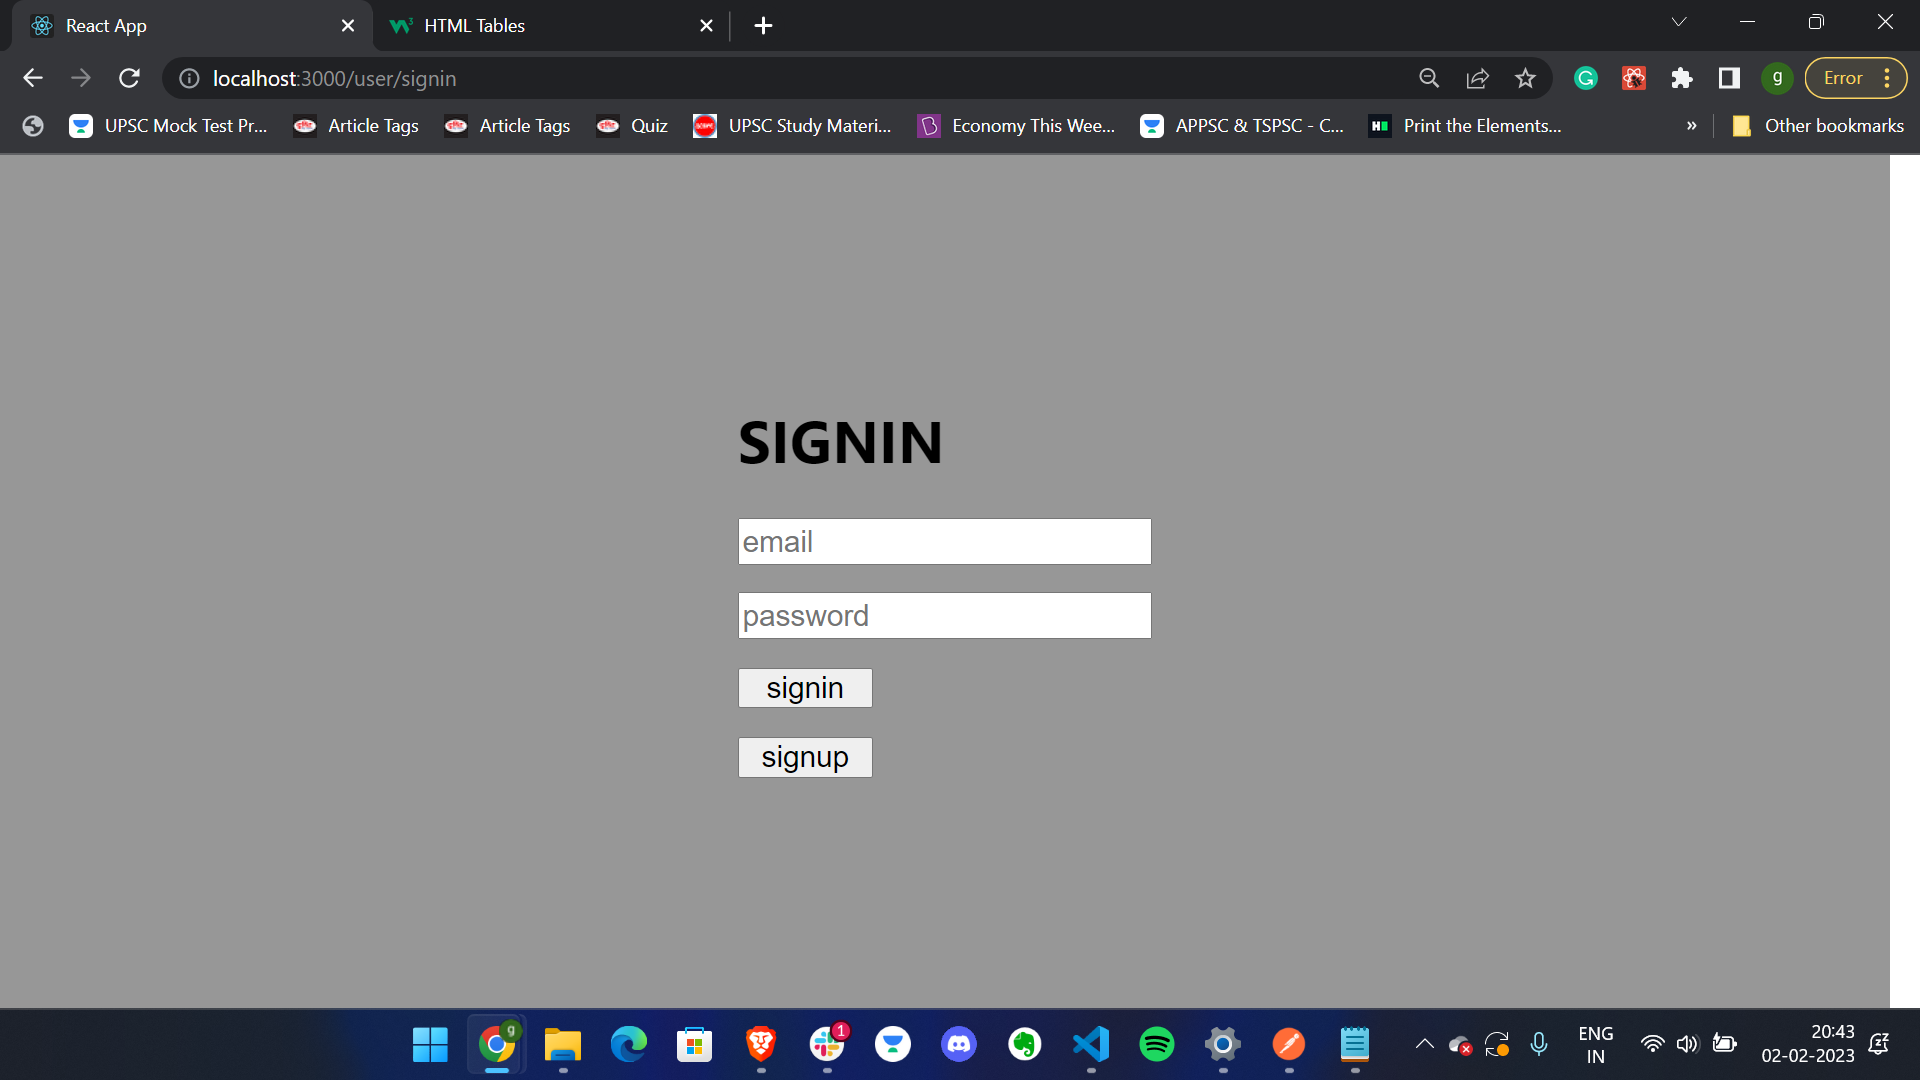 React App
HTML Tables
localhost:3000/user/signin
g
Error
UPSC Mock Test Pr...
Article Tags
Article Tags
Quiz
UPSC Study Materi...
Economy This Wee...
APPSC & TSPSC - C...
Print the Elements...
»
Other bookmarks
SIGNIN
email
password
signin
signup
g
1
ENG
IN
20:43
02-02-2023